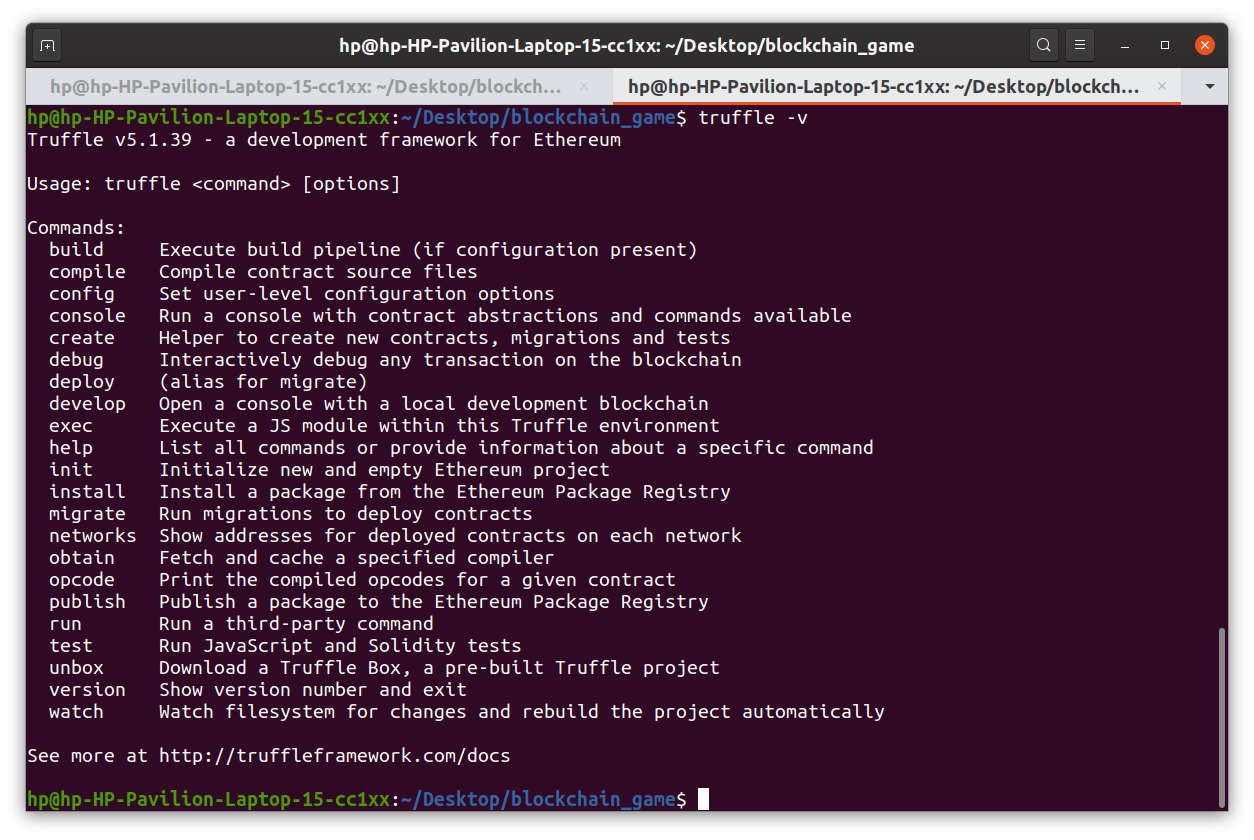 hp@hp-HP-Pavilion-Laptop-15-cc1xx: ~/Desktop/blockchain_game
hp@hp-HP-Pavilion-Laptop-15-cc1xx: ~/Desktop/blockch... × hp@hp-HP-Pavilion-Laptop-15-cc1xx: ~/Desktop/blockch... ×
hp@hp-HP-Pavilion-Laptop-15-cc1xx:~/Desktop/blockchain_game$ truffle -v
Truffle v5.1.39 - a development framework for Ethereum

Usage: truffle <command> [options]

Commands:
  build     Execute build pipeline (if configuration present)
  compile   Compile contract source files
  config    Set user-level configuration options
  console   Run a console with contract abstractions and commands available
  create    Helper to create new contracts, migrations and tests
  debug     Interactively debug any transaction on the blockchain
  deploy    (alias for migrate)
  develop   Open a console with a local development blockchain
  exec      Execute a JS module within this Truffle environment
  help      List all commands or provide information about a specific command
  init      Initialize new and empty Ethereum project
  install   Install a package from the Ethereum Package Registry
  migrate   Run migrations to deploy contracts
  networks  Show addresses for deployed contracts on each network
  obtain    Fetch and cache a specified compiler
  opcode    Print the compiled opcodes for a given contract
  publish   Publish a package to the Ethereum Package Registry
  run       Run a third-party command
  test      Run JavaScript and Solidity tests
  unbox     Download a Truffle Box, a pre-built Truffle project
  version   Show version number and exit
  watch     Watch filesystem for changes and rebuild the project automatically

See more at http://truffleframework.com/docs

hp@hp-HP-Pavilion-Laptop-15-cc1xx:~/Desktop/blockchain_game$